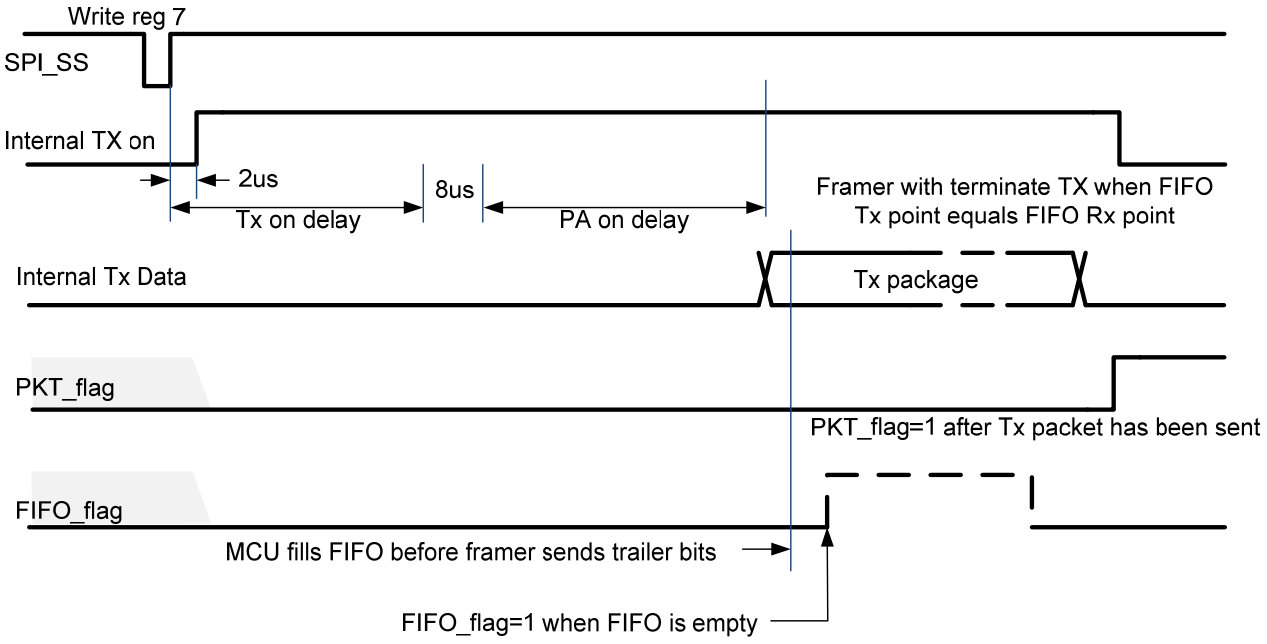 Write reg 7
SPI_SS
Internal TX on
2us
8us
Tx on delay
PA on delay
Framer with terminate TX when FIFO
Tx point equals FIFO Rx point
Internal Tx Data
Tx package
PKT_flag
PKT_flag=1 after Tx packet has been sent
FIFO_flag
MCU fills FIFO before framer sends trailer bits
FIFO_flag=1 when FIFO is empty